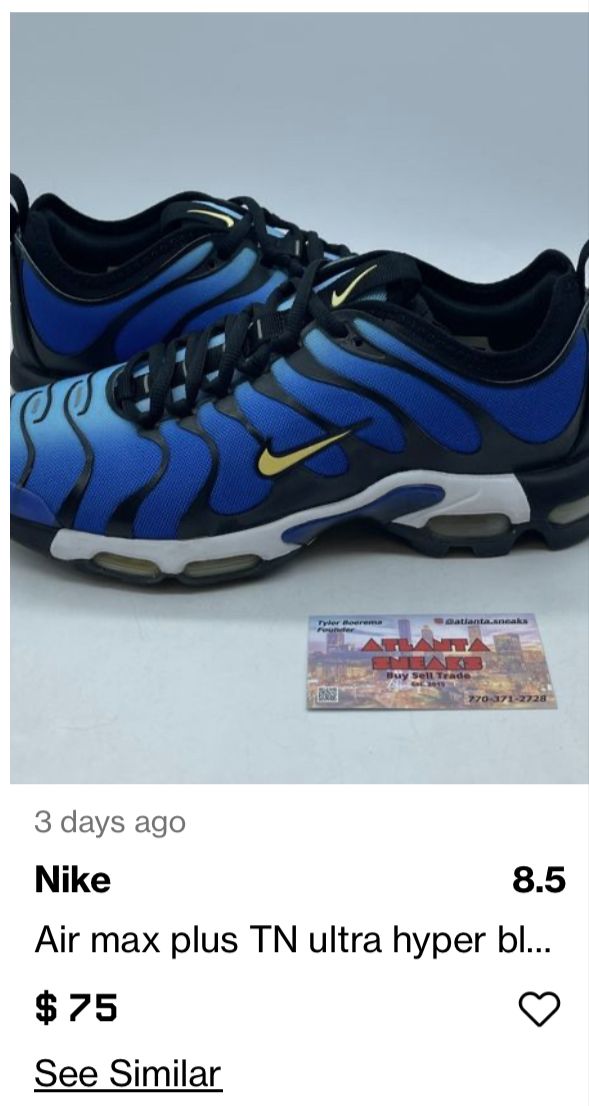 Tyler Boerema
Founder
@atlanta.sneaks
ATLANTA
SNEAKS
Buy Sell Trade
Est. 2015
770-371-2728
3 days ago
Nike
8.5
Air max plus TN ultra hyper bl...
$ 75
See Similar